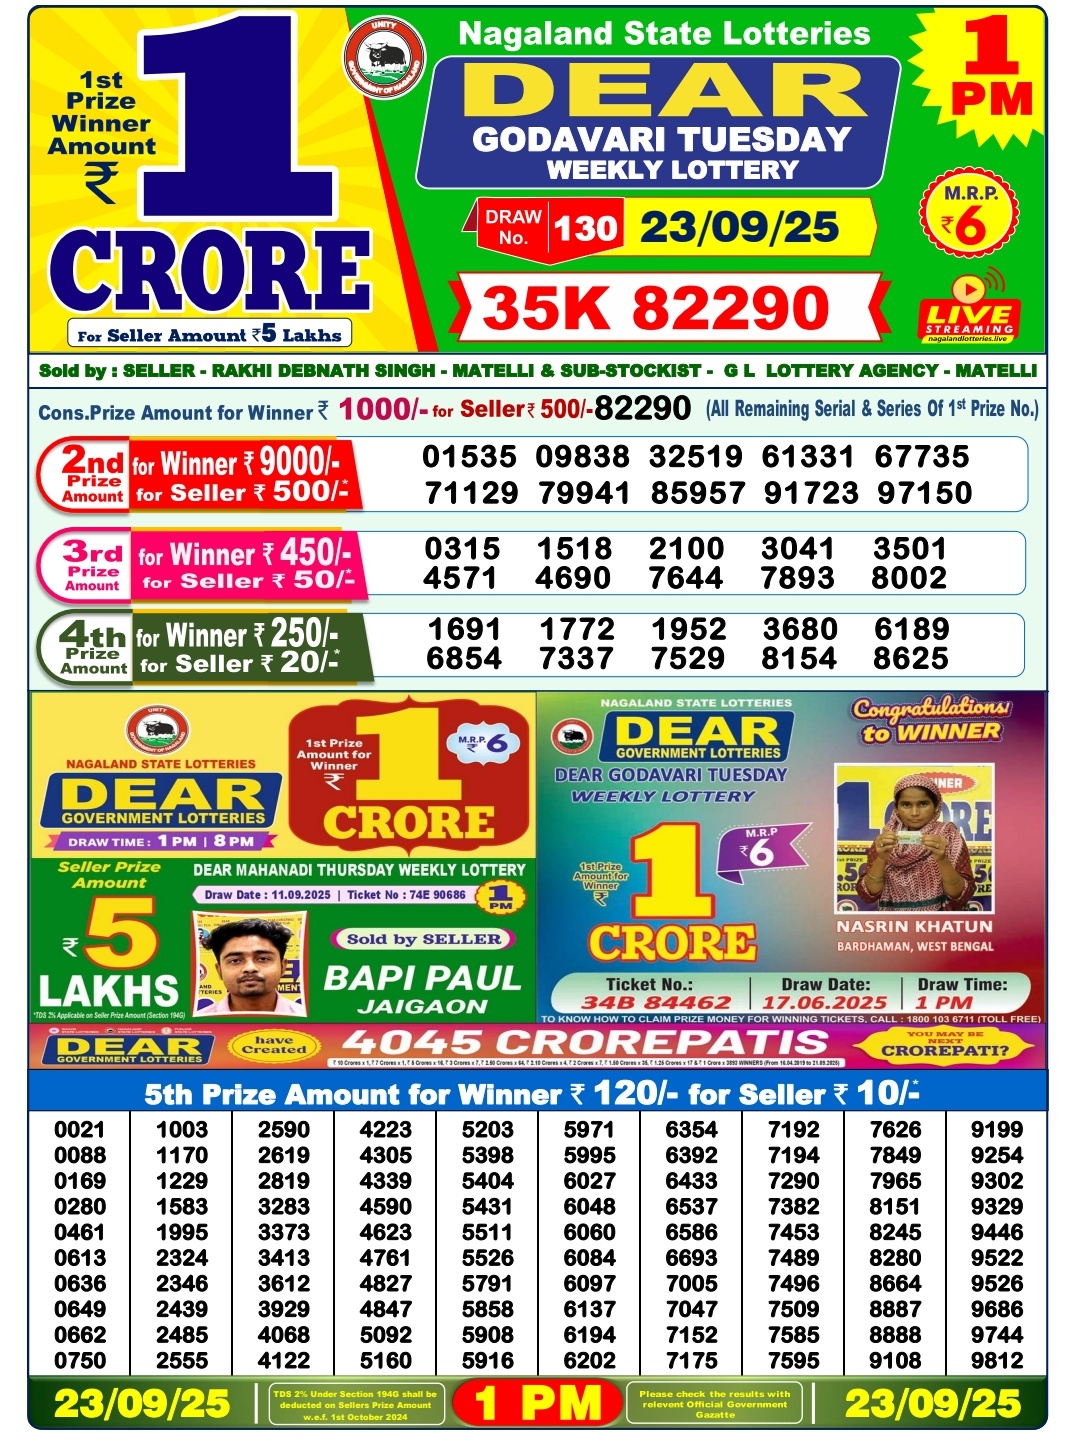 1st
Prize
Winner
Amount
₹
1
CRORE
For Seller Amount ₹5 Lakhs
UNITY
GOVERNMENT OF NAGALAND
Nagaland State Lotteries
DEAR
GODAVARI TUESDAY
WEEKLY LOTTERY
1
PM
DRAW No. 130 23/09/25
M.R.P.
₹6
35K 82290
LIVE
STREAMING
nagalandlotteries.live
Sold by : SELLER - RAKHI DEBNATH SINGH - MATELLI & SUB-STOCKIST - G L LOTTERY AGENCY - MATELLI
Cons.Prize Amount for Winner ₹ 1000/- for Seller ₹ 500/- 82290 (All Remaining Serial & Series Of 1st Prize No.)
2nd Prize Amount
for Winner ₹ 9000/-
for Seller ₹ 500/-*
01535 09838 32519 61331 67735
71129 79941 85957 91723 97150
3rd Prize Amount
for Winner ₹ 450/-
for Seller ₹ 50/-*
0315 1518 2100 3041 3501
4571 4690 7644 7893 8002
4th Prize Amount
for Winner ₹ 250/-
for Seller ₹ 20/-*
1691 1772 1952 3680 6189
6854 7337 7529 8154 8625
NAGALAND STATE LOTTERIES
DEAR
GOVERNMENT LOTTERIES
DRAW TIME : 1 PM | 8 PM
1st Prize
Amount for
Winner
₹
1
CRORE
M.R.P.
₹ 6
Seller Prize
Amount
₹ 5
LAKHS
*TDS 2% Applicable on Seller Prize Amount (Section 194G)
DEAR MAHANADI THURSDAY WEEKLY LOTTERY
Draw Date : 11.09.2025 | Ticket No : 74E 90686
1
PM
Sold by SELLER
BAPI PAUL
JAIGAON
NAGALAND STATE LOTTERIES
DEAR
GOVERNMENT LOTTERIES
DEAR GODAVARI TUESDAY
WEEKLY LOTTERY
1st Prize
Amount for
Winner
₹
1
CRORE
M.R.P
₹6
Congratulations!
to WINNER
NASRIN KHATUN
BARDHAMAN, WEST BENGAL
Ticket No.: Draw Date: Draw Time:
34B 84462 17.06.2025 1 PM
TO KNOW HOW TO CLAIM PRIZE MONEY FOR WINNING TICKETS, CALL : 1800 103 6711 (TOLL FREE)
DEAR
GOVERNMENT LOTTERIES
have
Created
4045 CROREPATIS
YOU MAY BE
NEXT
CROREPATI?
5th Prize Amount for Winner ₹ 120/- for Seller ₹ 10/-*
0021 1003 2590 4223 5203 5971 6354 7192 7626 9199
0088 1170 2619 4305 5398 5995 6392 7194 7849 9254
0169 1229 2819 4339 5404 6027 6433 7290 7965 9302
0280 1583 3283 4590 5431 6048 6537 7382 8151 9329
0461 1995 3373 4623 5511 6060 6586 7453 8245 9446
0613 2324 3413 4761 5526 6084 6693 7489 8280 9522
0636 2346 3612 4827 5791 6097 7005 7496 8664 9526
0649 2439 3929 4847 5858 6137 7047 7509 8887 9686
0662 2485 4068 5092 5908 6194 7152 7585 8888 9744
0750 2555 4122 5160 5916 6202 7175 7595 9108 9812
23/09/25
TDS 2% Under Section 194G shall be
deducted on Sellers Prize Amount
w.e.f. 1st October 2024
1 PM
Please check the results with
relevent Official Government
Gazatte
23/09/25